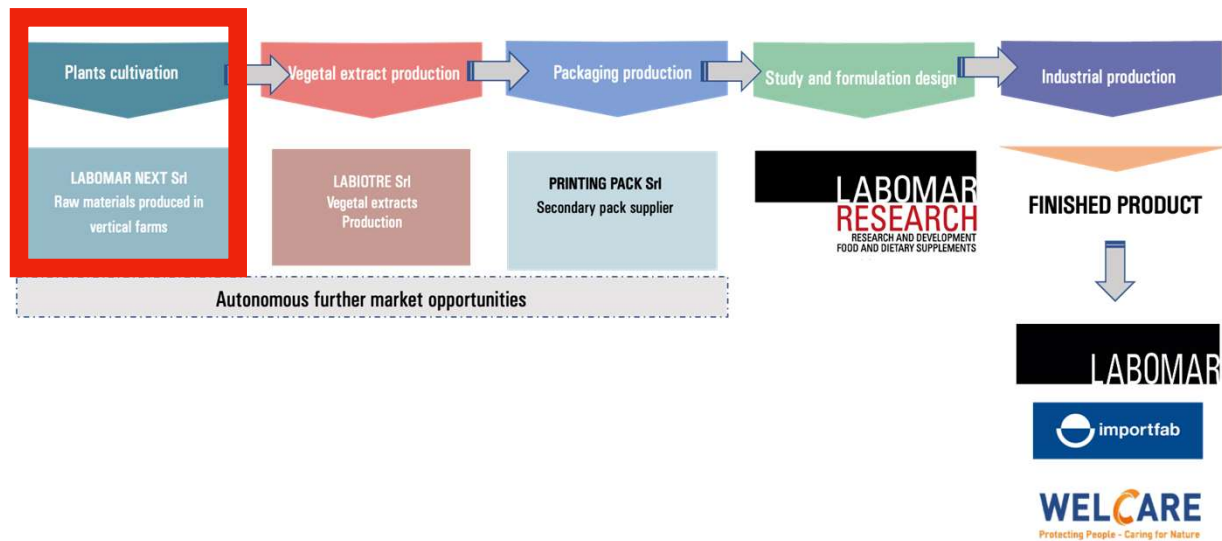 Plants cultivation
Vegetal extract production
Packaging production
Study and formulation design
Industrial production
LABOMAR NEXT Srl
Raw materials produced in
vertical farms
LABIOTRE Srl
Vegetal extracts
Production
PRINTING PACK Srl
Secondary pack supplier
LABOMAR
RESEARCH
RESEARCH AND DEVELOPMENT
FOOD AND DIETARY SUPPLEMENTS
FINISHED PRODUCT
Autonomous further market opportunities
LABOMAR
importfab
WELCARE
Protecting People - Caring for Nature